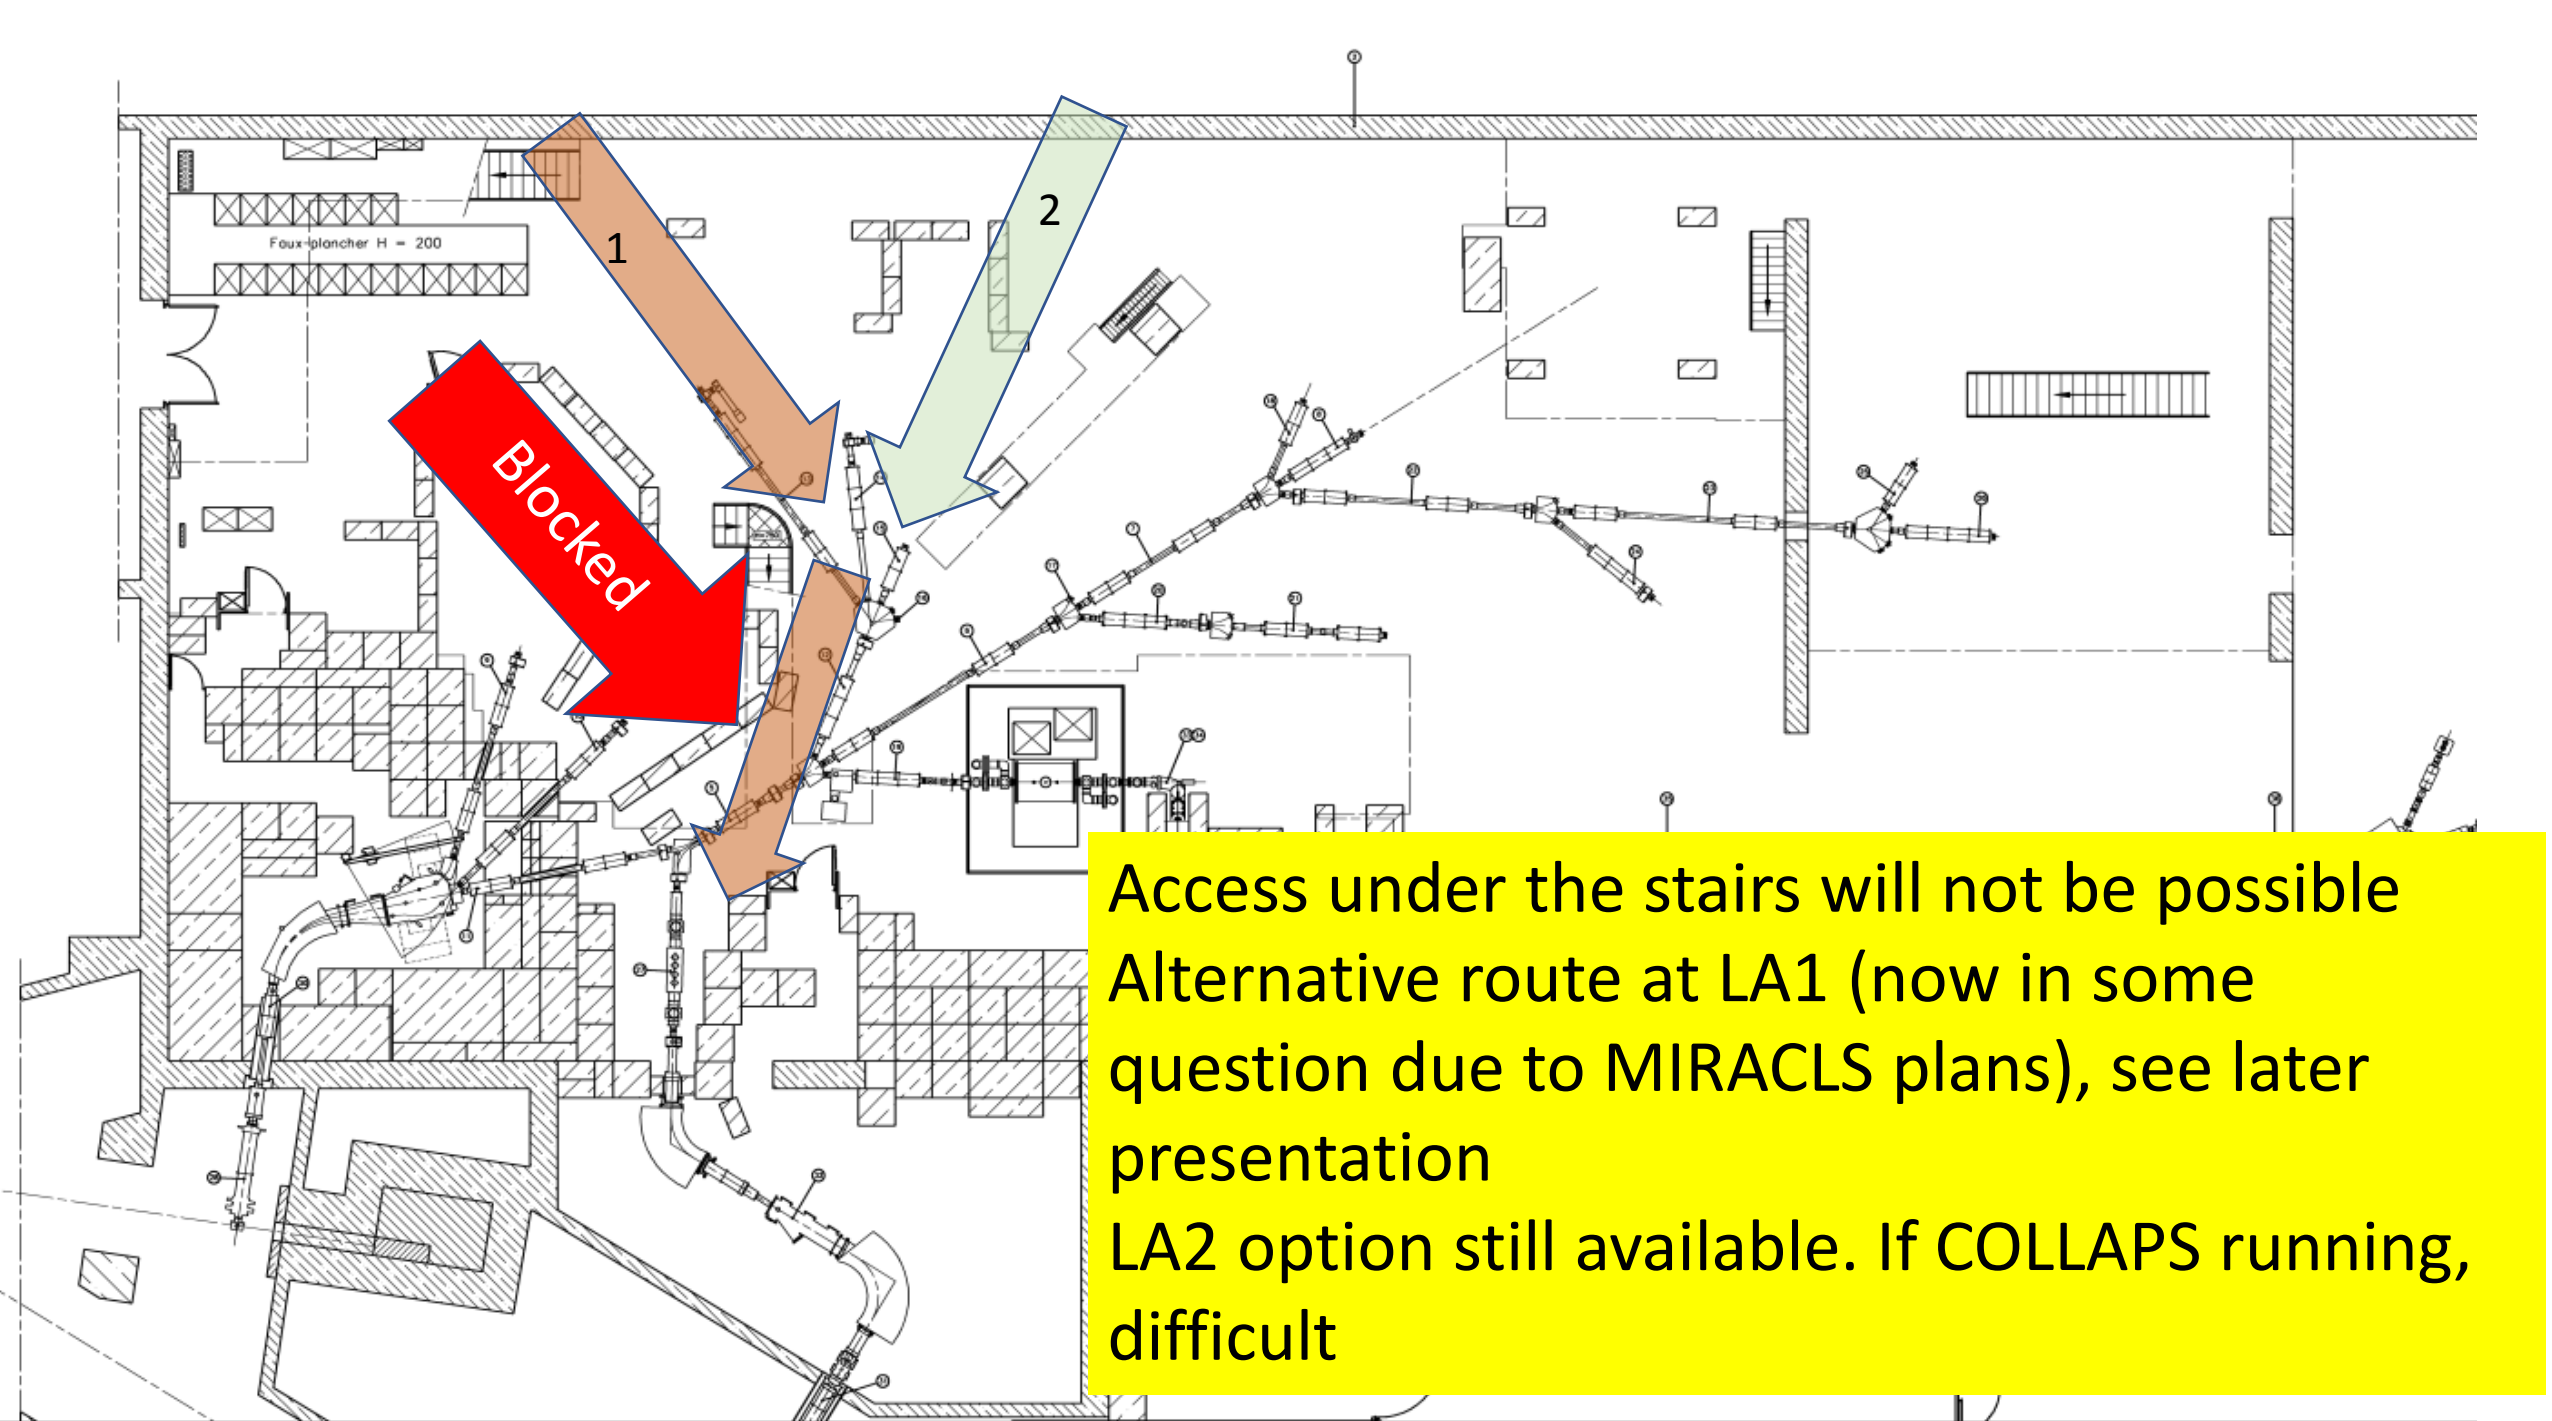 2
1
Faux-plancher H = 200
Blocked
Access under the stairs will not be possible
Alternative route at LA1 (now in some
question due to MIRACLS plans), see later
presentation
LA2 option still available. If COLLAPS running,
difficult